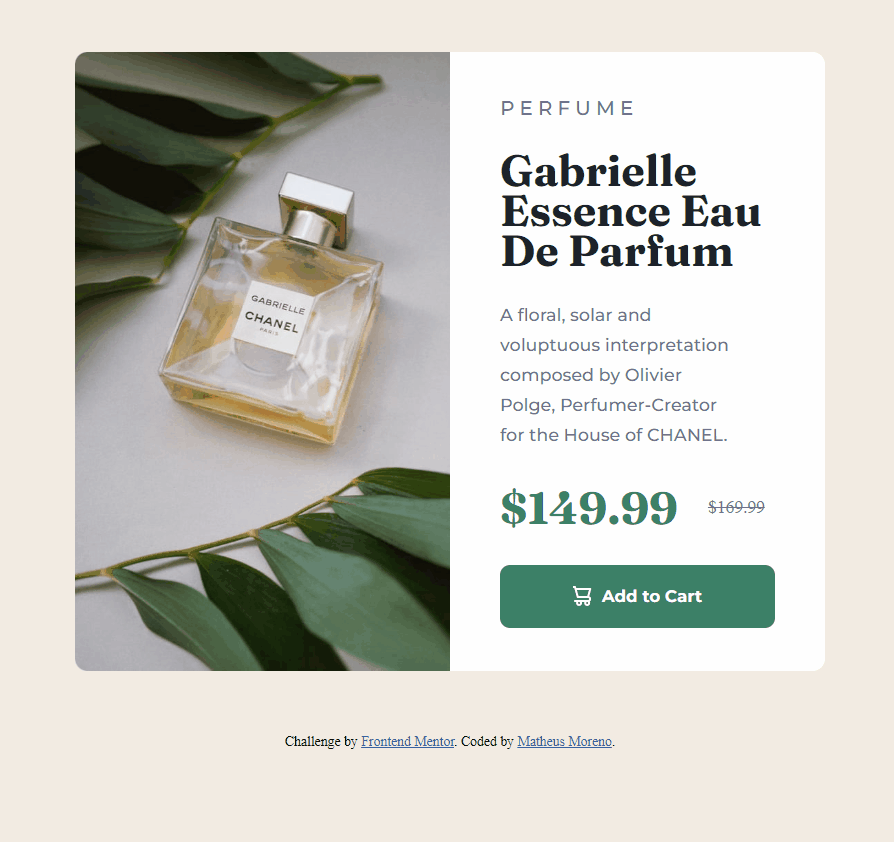 GABRIELLE
CHANEL
PARIS
PERFUME
Gabrielle
Essence Eau
De Parfum
A floral, solar and
voluptuous interpretation
composed by Olivier
Polge, Perfumer-Creator
for the House of CHANEL.
$149.99 $169.99
Add to Cart
Challenge by Frontend Mentor. Coded by Matheus Moreno.